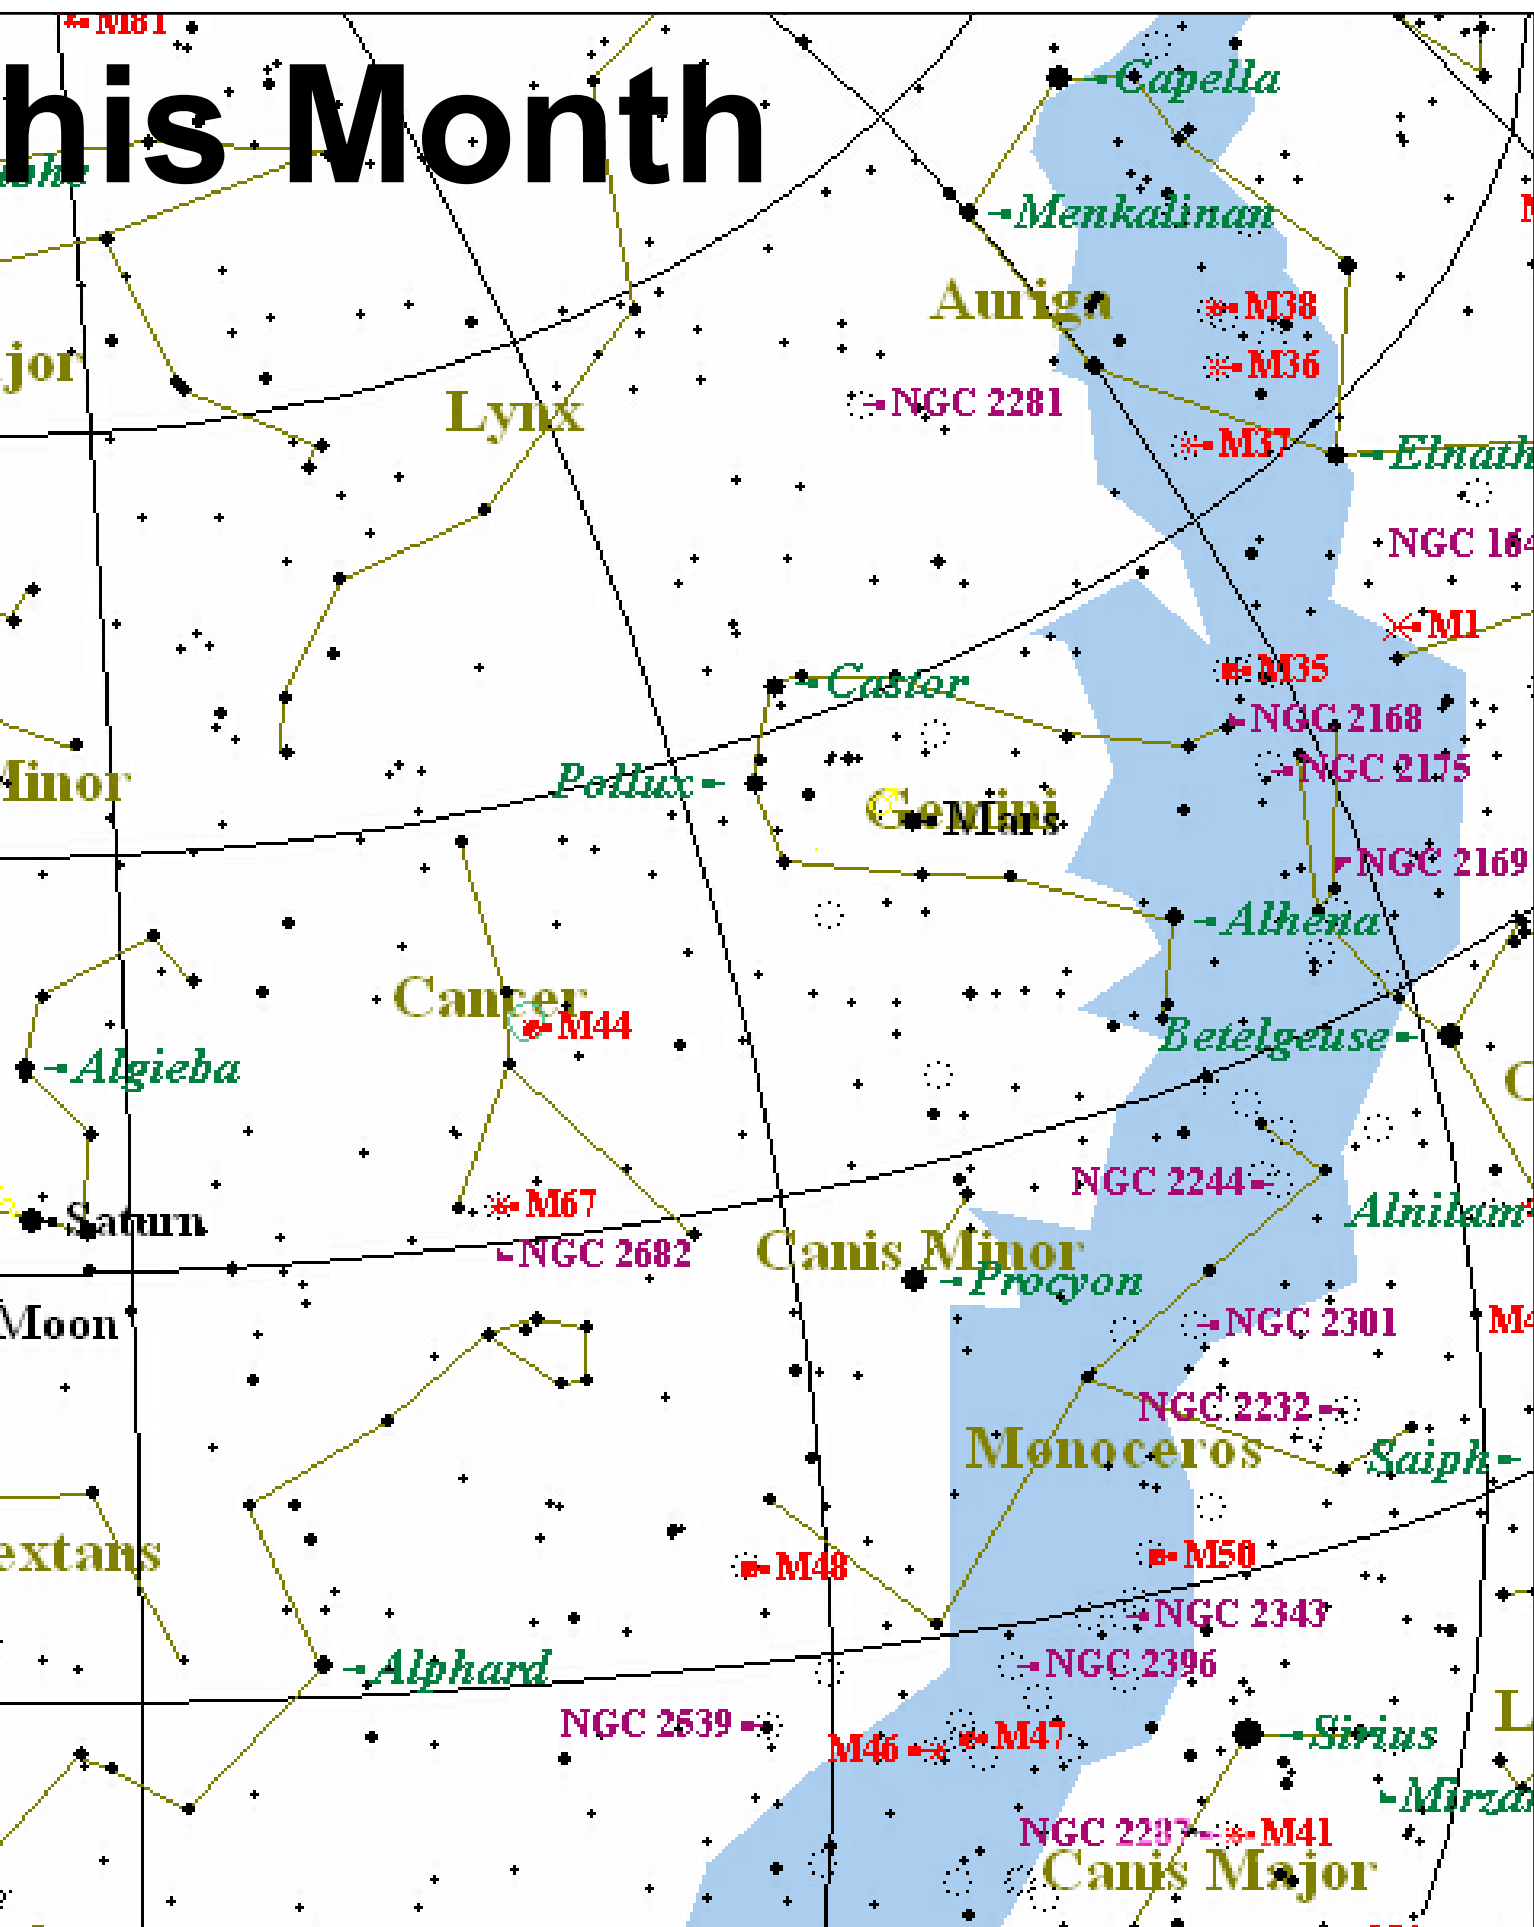 M81
his Month
Capella
Menkalinan
Auriga
M38
jor
M36
NGC 2281
Lynx
M37
Elnath
NGC 164
M1
Castor
M35
NGC 2168
Pollux
NGC 2175
Minor
Gemini
Mars
NGC 2169
Alhena
Cancer
M44
Betelgeuse
Algieba
C
NGC 2244
M67
Saturn
Alnilam
NGC 2682
Canis Minor
Procyon
Moon
NGC 2301
M4
NGC 2232
Monoceros
Saiph
extans
M48
M50
NGC 2343
Alphard
NGC 2396
NGC 2539
L
M46
M47
Sirius
Mirza
NGC 2287
M41
Canis Major